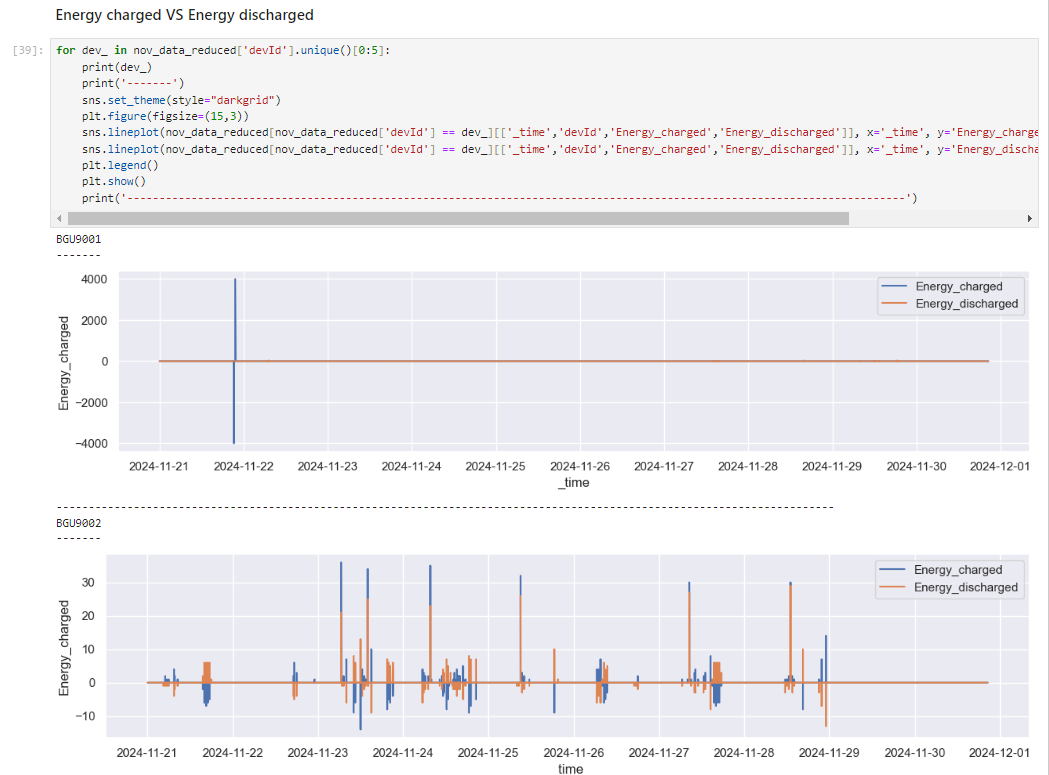 Energy charged VS Energy discharged
[39]: for dev_ in nov_data_reduced['devId'].unique()[0:5]:
print(dev_)
print('-------')
sns.set_theme(style="darkgrid")
plt.figure(figsize=(15,3))
sns.lineplot(nov_data_reduced[nov_data_reduced['devId'] == dev_][['_time','devId','Energy_charged','Energy_discharged']], x='_time', y='Energy_charge
sns.lineplot(nov_data_reduced[nov_data_reduced['devId'] == dev_][['_time','devId','Energy_charged','Energy_discharged']], x='_time', y='Energy_discha
plt.legend()
plt.show()
print('--------------------------------------------------------------------------------------------------------------')
BGU9001
-------
4000
2000
0
−2000
−4000
Energy_charged
Energy_charged
Energy_discharged
2024-11-21 2024-11-22 2024-11-23 2024-11-24 2024-11-25 2024-11-26 2024-11-27 2024-11-28 2024-11-29 2024-11-30 2024-12-01
_time
--------------------------------------------------------------------------------------------------------------
BGU9002
-------
30
20
10
0
−10
Energy_charged
Energy_charged
Energy_discharged
2024-11-21 2024-11-22 2024-11-23 2024-11-24 2024-11-25 2024-11-26 2024-11-27 2024-11-28 2024-11-29 2024-11-30 2024-12-01
time